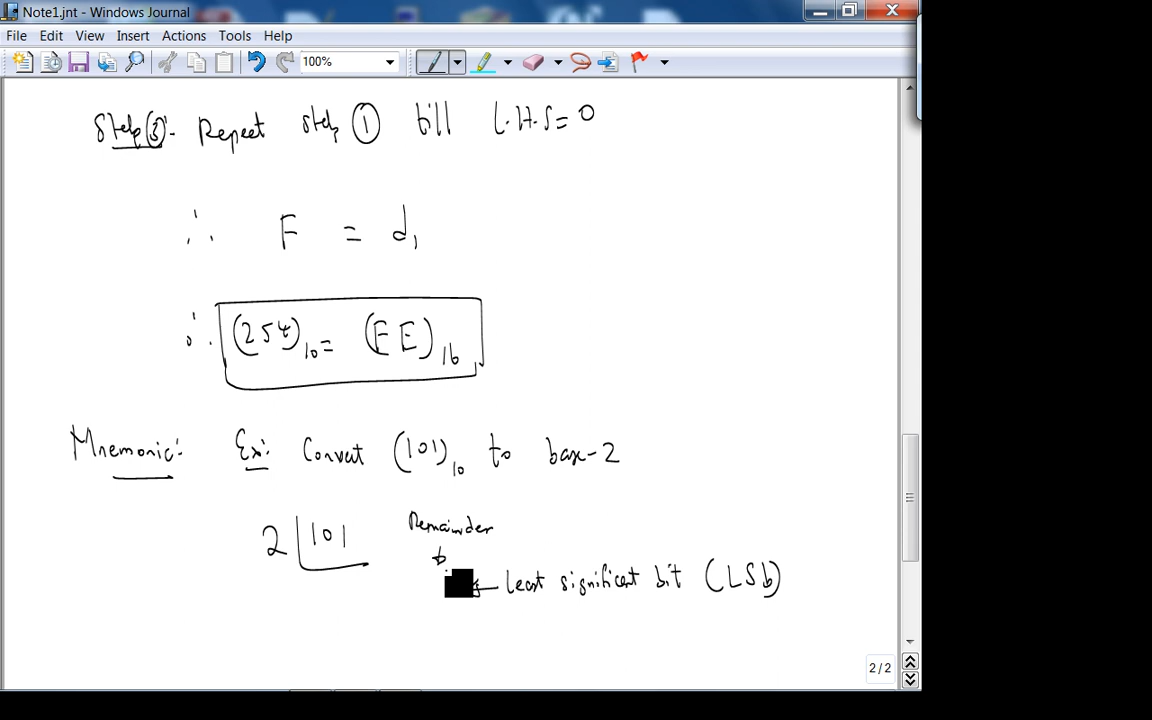 Note1.jnt - Windows Journal
File Edit View Insert Actions Tools Help
100%
Step(3):- Repeat step ① till L.H.S = 0
∴ F = d₁
∴ (254)₁₀ = (FE)₁₆
Mnemonic:- Ex: Convert (101)₁₀ to base-2
2 101 Remainder
← Least significant bit (LSb)
2/2